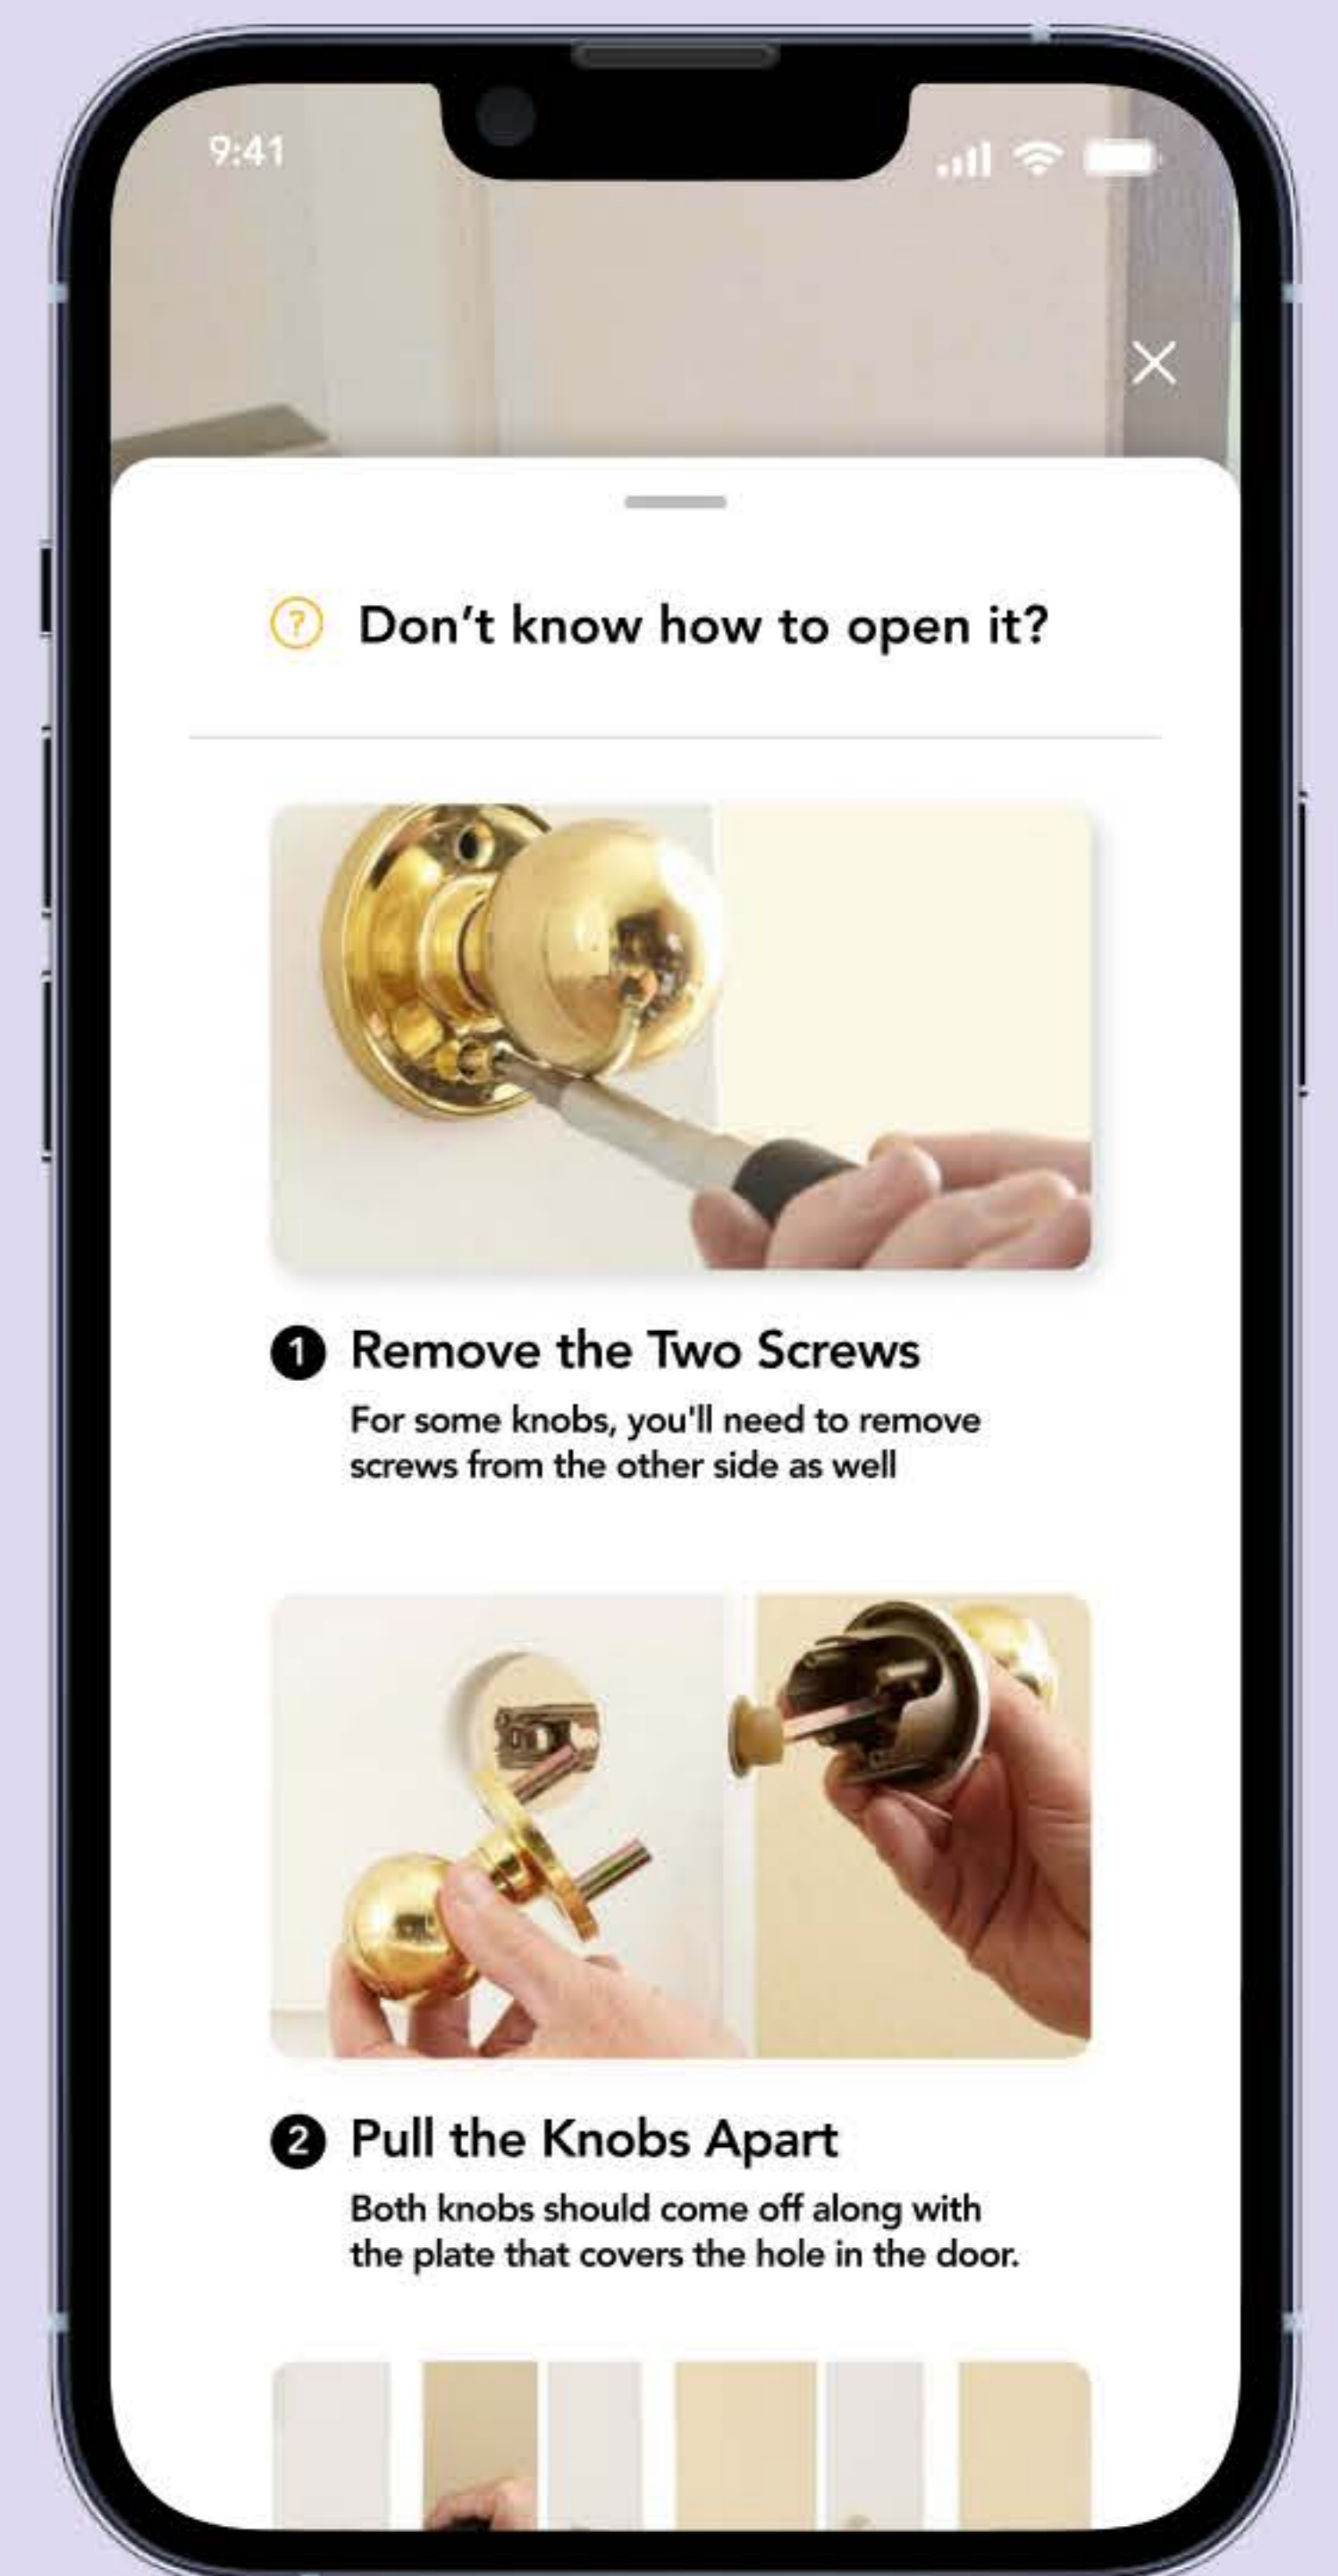 9:41
? Don't know how to open it?
1 Remove the Two Screws
For some knobs, you'll need to remove
screws from the other side as well
2 Pull the Knobs Apart
Both knobs should come off along with
the plate that covers the hole in the door.